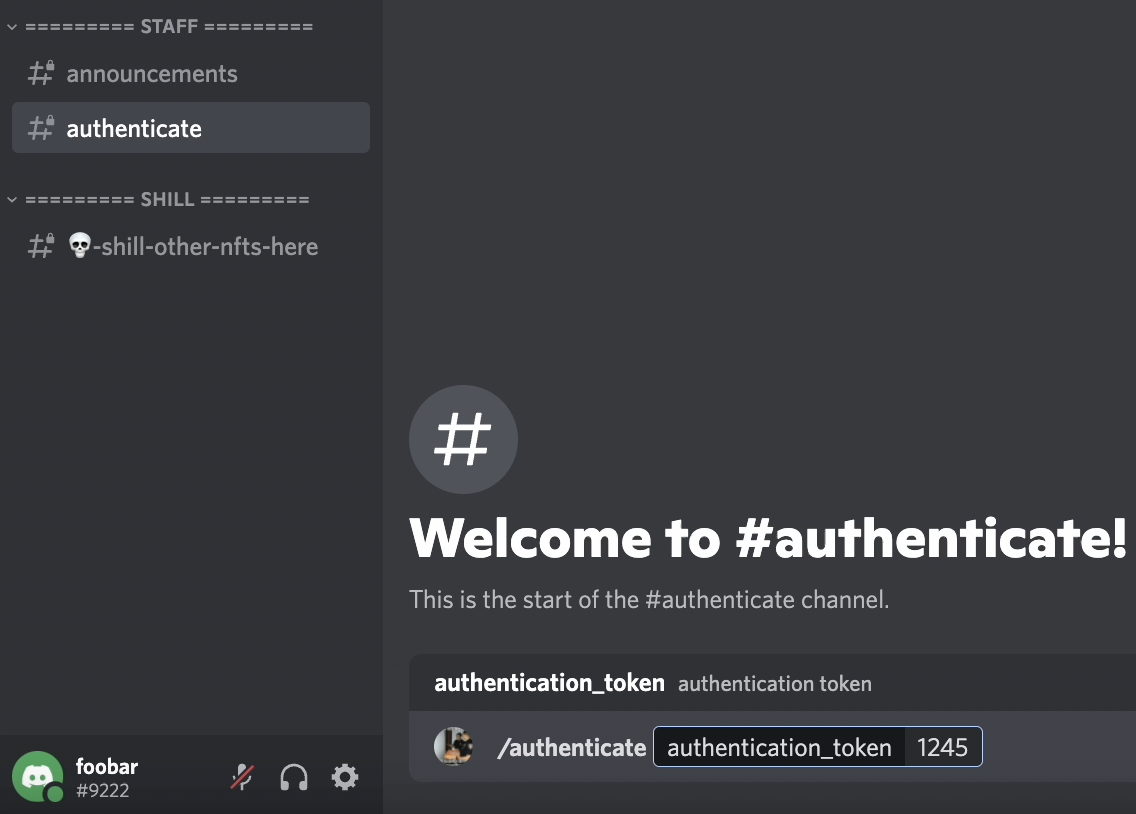 ========= STAFF =========
announcements
authenticate
========= SHILL =========
💀-shill-other-nfts-here
Welcome to #authenticate!
This is the start of the #authenticate channel.
authentication_token authentication token
/authenticate authentication_token 1245
foobar
#9222